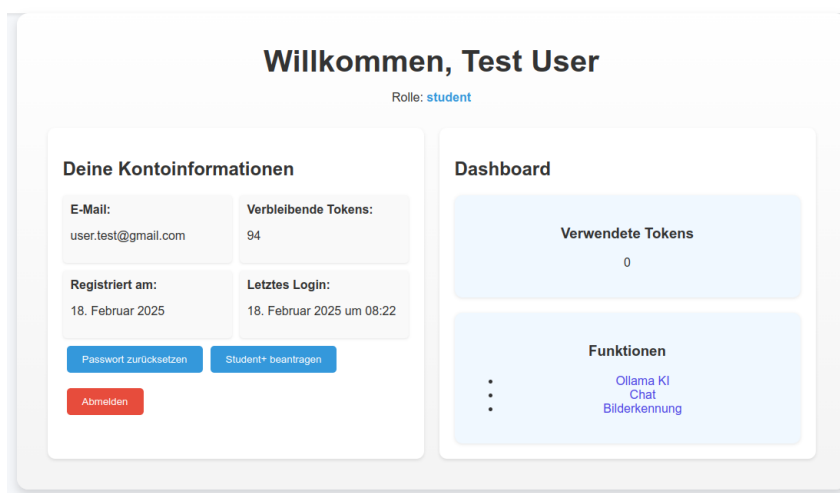 Willkommen, Test User
Rolle: student
Deine Kontoinformationen
E-Mail:
user.test@gmail.com
Verbleibende Tokens:
94
Registriert am:
18. Februar 2025
Letztes Login:
18. Februar 2025 um 08:22
Passwort zurücksetzen
Student+ beantragen
Abmelden
Dashboard
Verwendete Tokens
0
Funktionen
Ollama KI
Chat
Bilderkennung